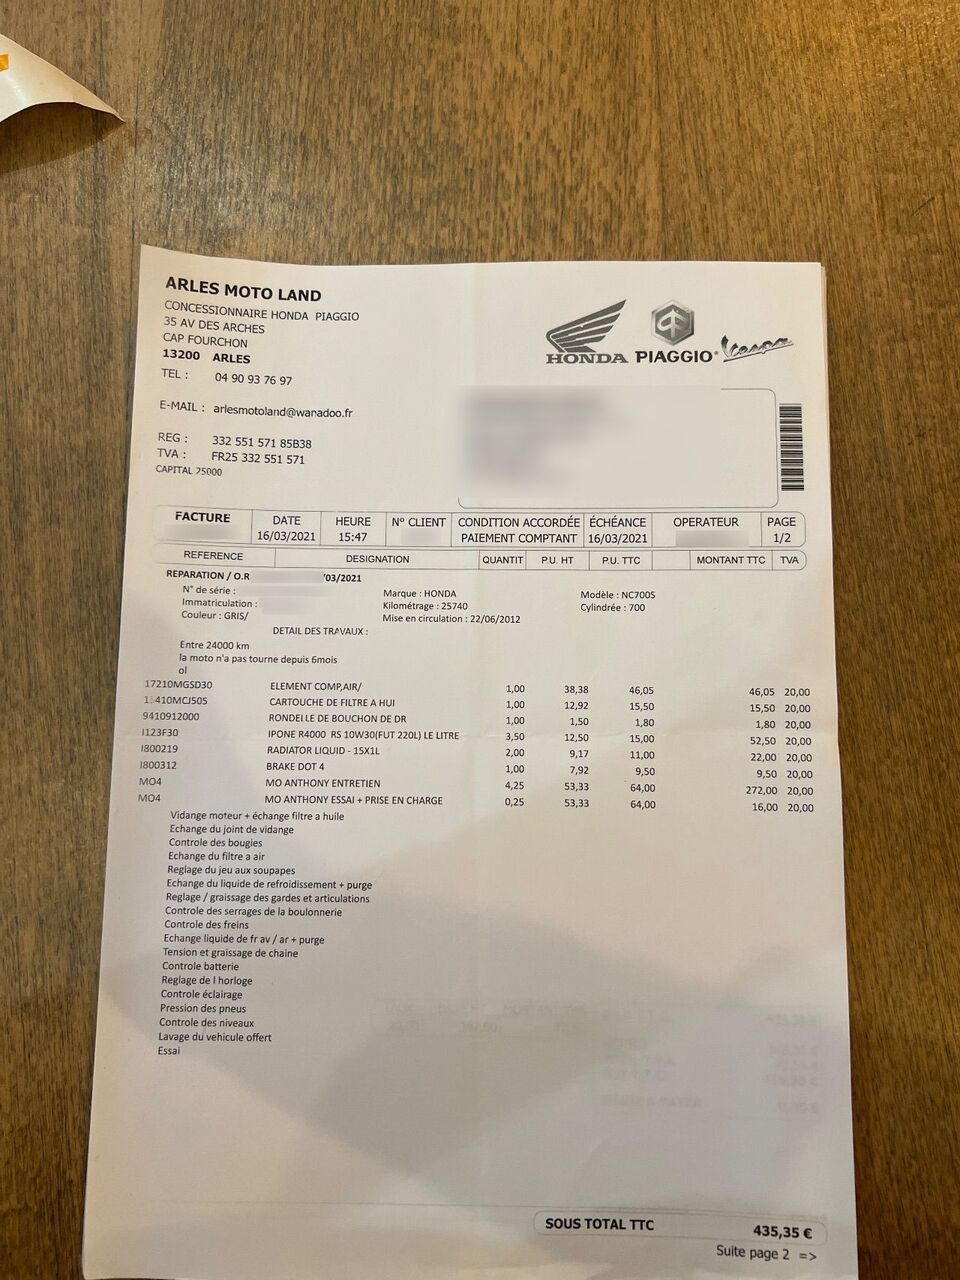 ARLES MOTO LAND
CONCESSIONNAIRE HONDA PIAGGIO
35 AV DES ARCHES
CAP FOURCHON
13200 ARLES
TEL : 04 90 93 76 97
E-MAIL : arlesmotoland@wanadoo.fr
REG : 332 551 571 85B38
TVA : FR25 332 551 571
CAPITAL 25000
HONDA PIAGGIO Vespa
FACTURE DATE HEURE N° CLIENT CONDITION ACCORDÉE ÉCHÉANCE OPERATEUR PAGE
16/03/2021 15:47 PAIEMENT COMPTANT 16/03/2021 1/2
REFERENCE DESIGNATION QUANTIT P.U. HT P.U. TTC MONTANT TTC TVA
REPARATION / O.R /03/2021
N° de série : Marque : HONDA Modèle : NC700S
Immatriculation : Kilométrage : 25740 Cylindrée : 700
Couleur : GRIS/ Mise en circulation : 22/06/2012
DETAIL DES TRAVAUX :
Entre 24000 km
la moto n'a pas tourne depuis 6mois
ol
17210MGSD30 ELEMENT COMP,AIR/ 1,00 38,38 46,05 46,05 20,00
15410MCJ505 CARTOUCHE DE FILTRE A HUI 1,00 12,92 15,50 15,50 20,00
9410912000 RONDELLE DE BOUCHON DE DR 1,00 1,50 1,80 1,80 20,00
I123F30 IPONE R4000 RS 10W30(FUT 220L) LE LITRE 3,50 12,50 15,00 52,50 20,00
I800219 RADIATOR LIQUID - 15X1L 2,00 9,17 11,00 22,00 20,00
I800312 BRAKE DOT 4 1,00 7,92 9,50 9,50 20,00
MO4 MO ANTHONY ENTRETIEN 4,25 53,33 64,00 272,00 20,00
MO4 MO ANTHONY ESSAI + PRISE EN CHARGE 0,25 53,33 64,00 16,00 20,00
Vidange moteur + échange filtre a huile
Echange du joint de vidange
Controle des bougies
Echange du filtre a air
Reglage du jeu aux soupapes
Echange du liquide de refroidissement + purge
Reglage / graissage des gardes et articulations
Controle des serrages de la boulonnerie
Controle des freins
Echange liquide de fr av / ar + purge
Tension et graissage de chaine
Controle batterie
Reglage de l horloge
Controle éclairage
Pression des pneus
Controle des niveaux
Lavage du vehicule offert
Essai
SOUS TOTAL TTC 435,35 €
Suite page 2 =>